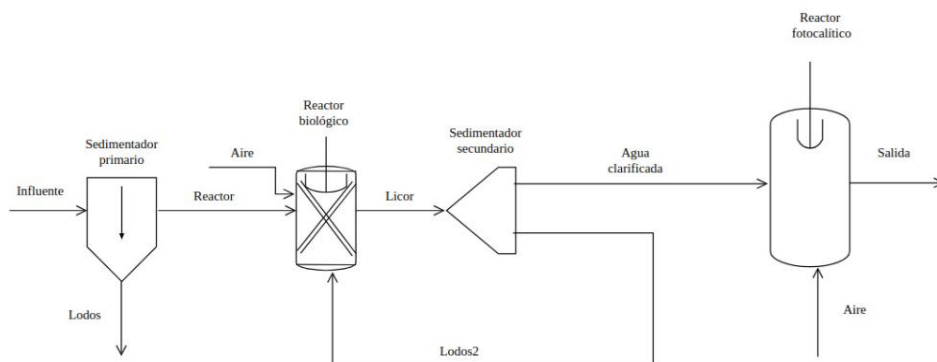 Reactor
fotocalítico
Reactor
biológico
Sedimentador
secundario
Sedimentador
primario
Aire
Agua
clarificada
Salida
Influente
Reactor
Licor
Lodos
Aire
Lodos2